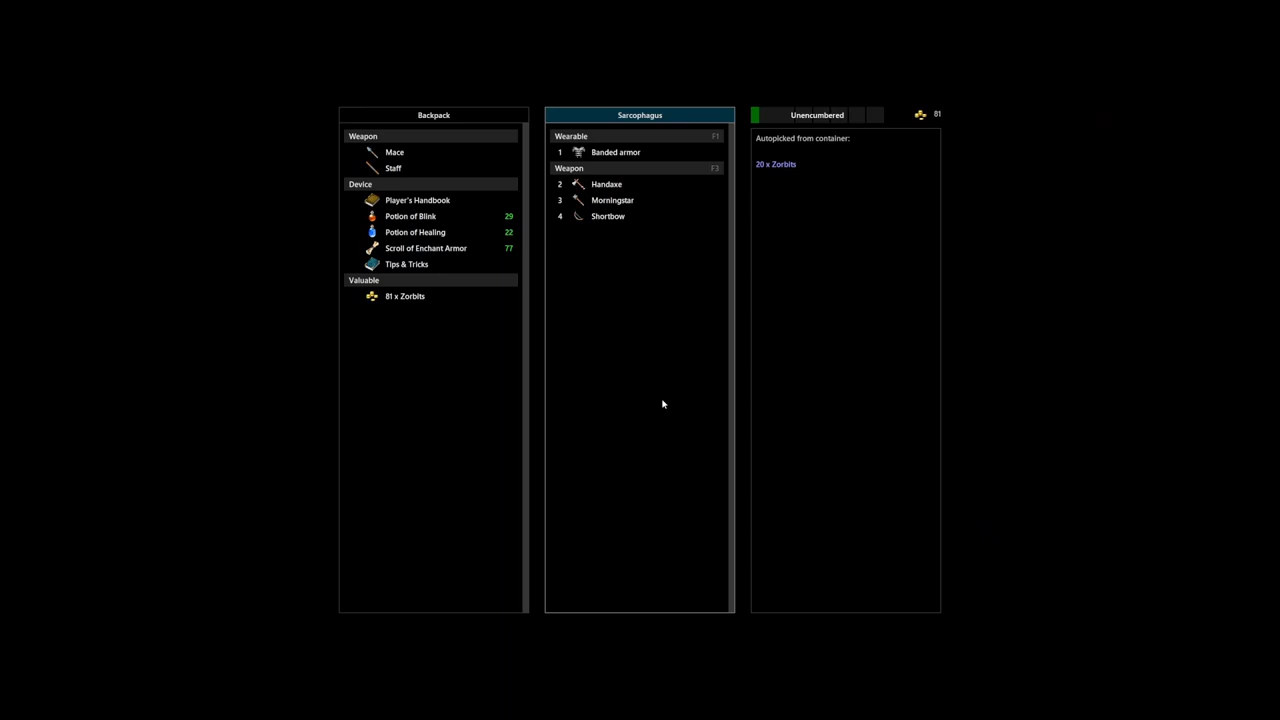 Backpack
Weapon
Mace
Staff
Device
Player's Handbook
Potion of Blink 29
Potion of Healing 22
Scroll of Enchant Armor 77
Tips & Tricks
Valuable
81 x Zorbits
Sarcophagus
Wearable F1
1 Banded armor
Weapon F3
2 Handaxe
3 Morningstar
4 Shortbow
Unencumbered 81
Autopicked from container:
20 x Zorbits